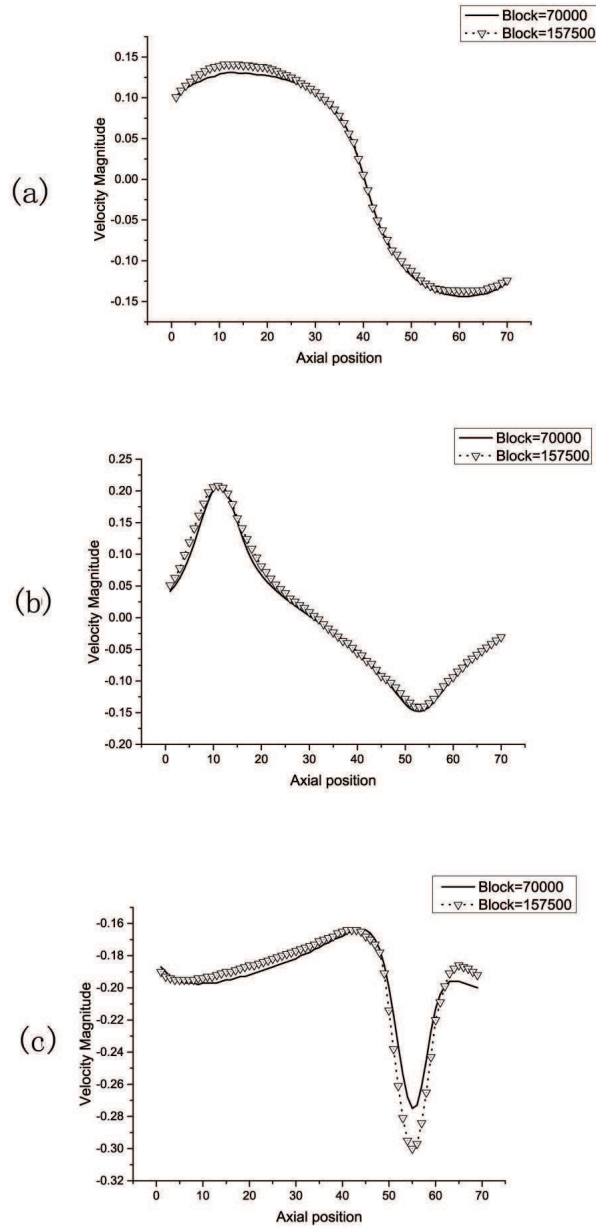 Block=70000
Block=157500
0.15
0.10
0.05
0.00
-0.05
-0.10
-0.15
Velocity Magnitude
(a)
0 10 20 30 40 50 60 70
Axial position
Block=70000
Block=157500
0.25
0.20
0.15
0.10
0.05
0.00
-0.05
-0.10
-0.15
-0.20
Velocity Magnitude
(b)
0 10 20 30 40 50 60 70
Axial position
Block=70000
Block=157500
-0.16
-0.18
-0.20
-0.22
-0.24
-0.26
-0.28
-0.30
-0.32
Velocity Magnitude
(c)
0 10 20 30 40 50 60 70
Axial position